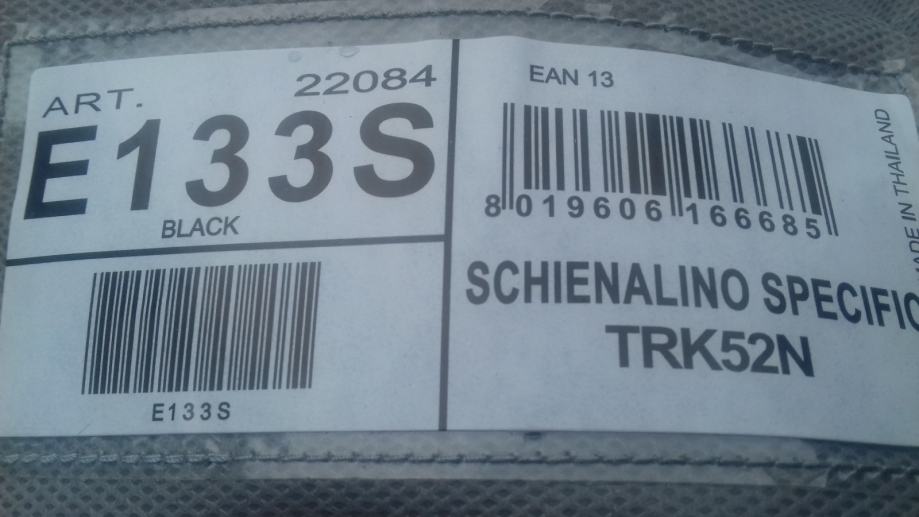 ART. 22084
E133S
BLACK
E133S
EAN 13
8 019606 166685
SCHIENALINO SPECIFIC
TRK52N
MADE IN THAILAND